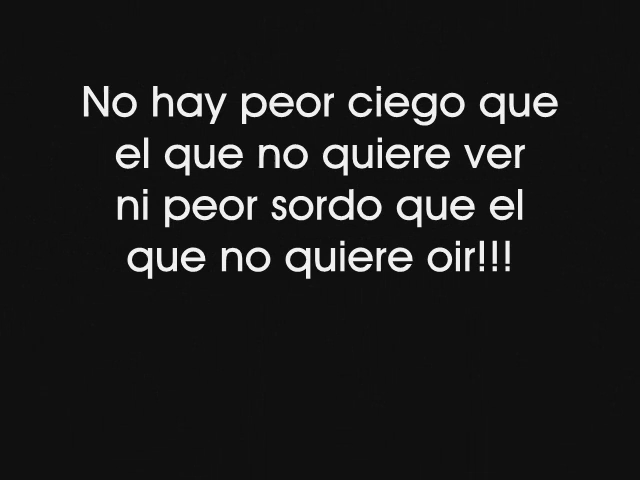 No hay peor ciego que
el que no quiere ver
ni peor sordo que el
que no quiere oir!!!